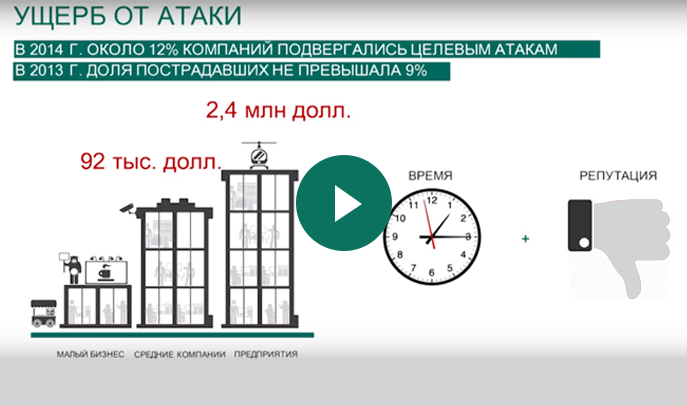 УЩЕРБ ОТ АТАКИ
В 2014 Г. ОКОЛО 12% КОМПАНИЙ ПОДВЕРГАЛИСЬ ЦЕЛЕВЫМ АТАКАМ
В 2013 Г. ДОЛЯ ПОСТРАДАВШИХ НЕ ПРЕВЫШАЛА 9%
2,4 млн долл.
92 тыс. долл.
ВРЕМЯ
РЕПУТАЦИЯ
12
11 1
10 2
9 3
8 4
7 5
6
+
МАЛЫЙ БИЗНЕС СРЕДНИЕ КОМПАНИИ ПРЕДПРИЯТИЯ